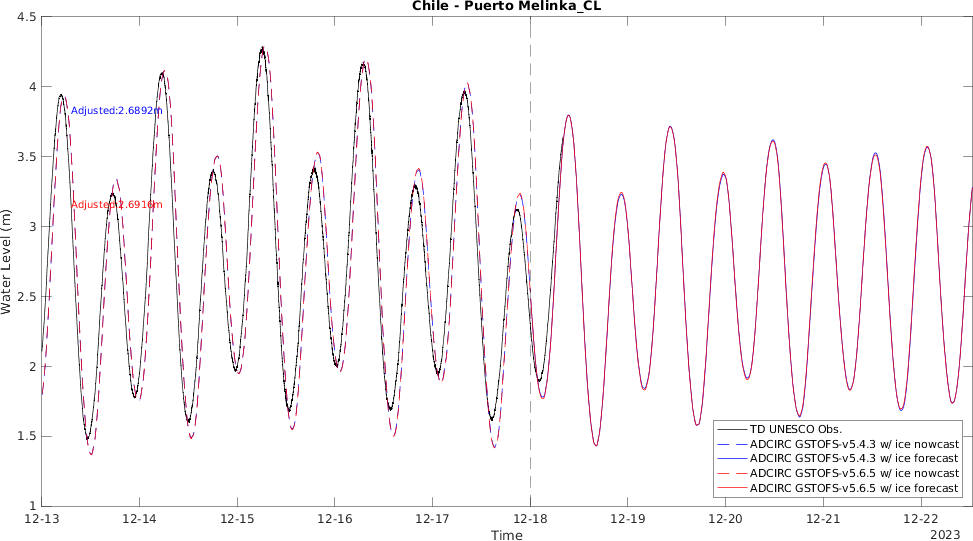 Chile - Puerto Melinka_CL
4.5
4
3.5
3
2.5
2
1.5
1
Water Level (m)
Adjusted:2.6892m
Adjusted:2.6916m
TD UNESCO Obs.
ADCIRC GSTOFS-v5.4.3 w/ ice nowcast
ADCIRC GSTOFS-v5.4.3 w/ ice forecast
ADCIRC GSTOFS-v5.6.5 w/ ice nowcast
ADCIRC GSTOFS-v5.6.5 w/ ice forecast
12-13 12-14 12-15 12-16 12-17 12-18 12-19 12-20 12-21 12-22
Time
2023